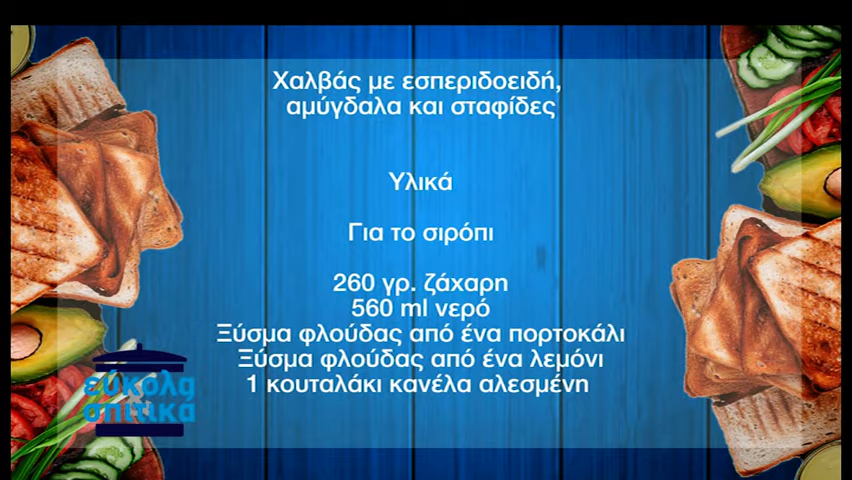 Χαλβάς με εσπεριδοειδή,
αμύγδαλα και σταφίδες
Υλικά
Για το σιρόπι
260 γρ. ζάχαρη
560 ml νερό
Ξύσμα φλούδας από ένα πορτοκάλι
Ξύσμα φλούδας από ένα λεμόνι
1 κουταλάκι κανέλα αλεσμένη
εύκολα
σπιτικά